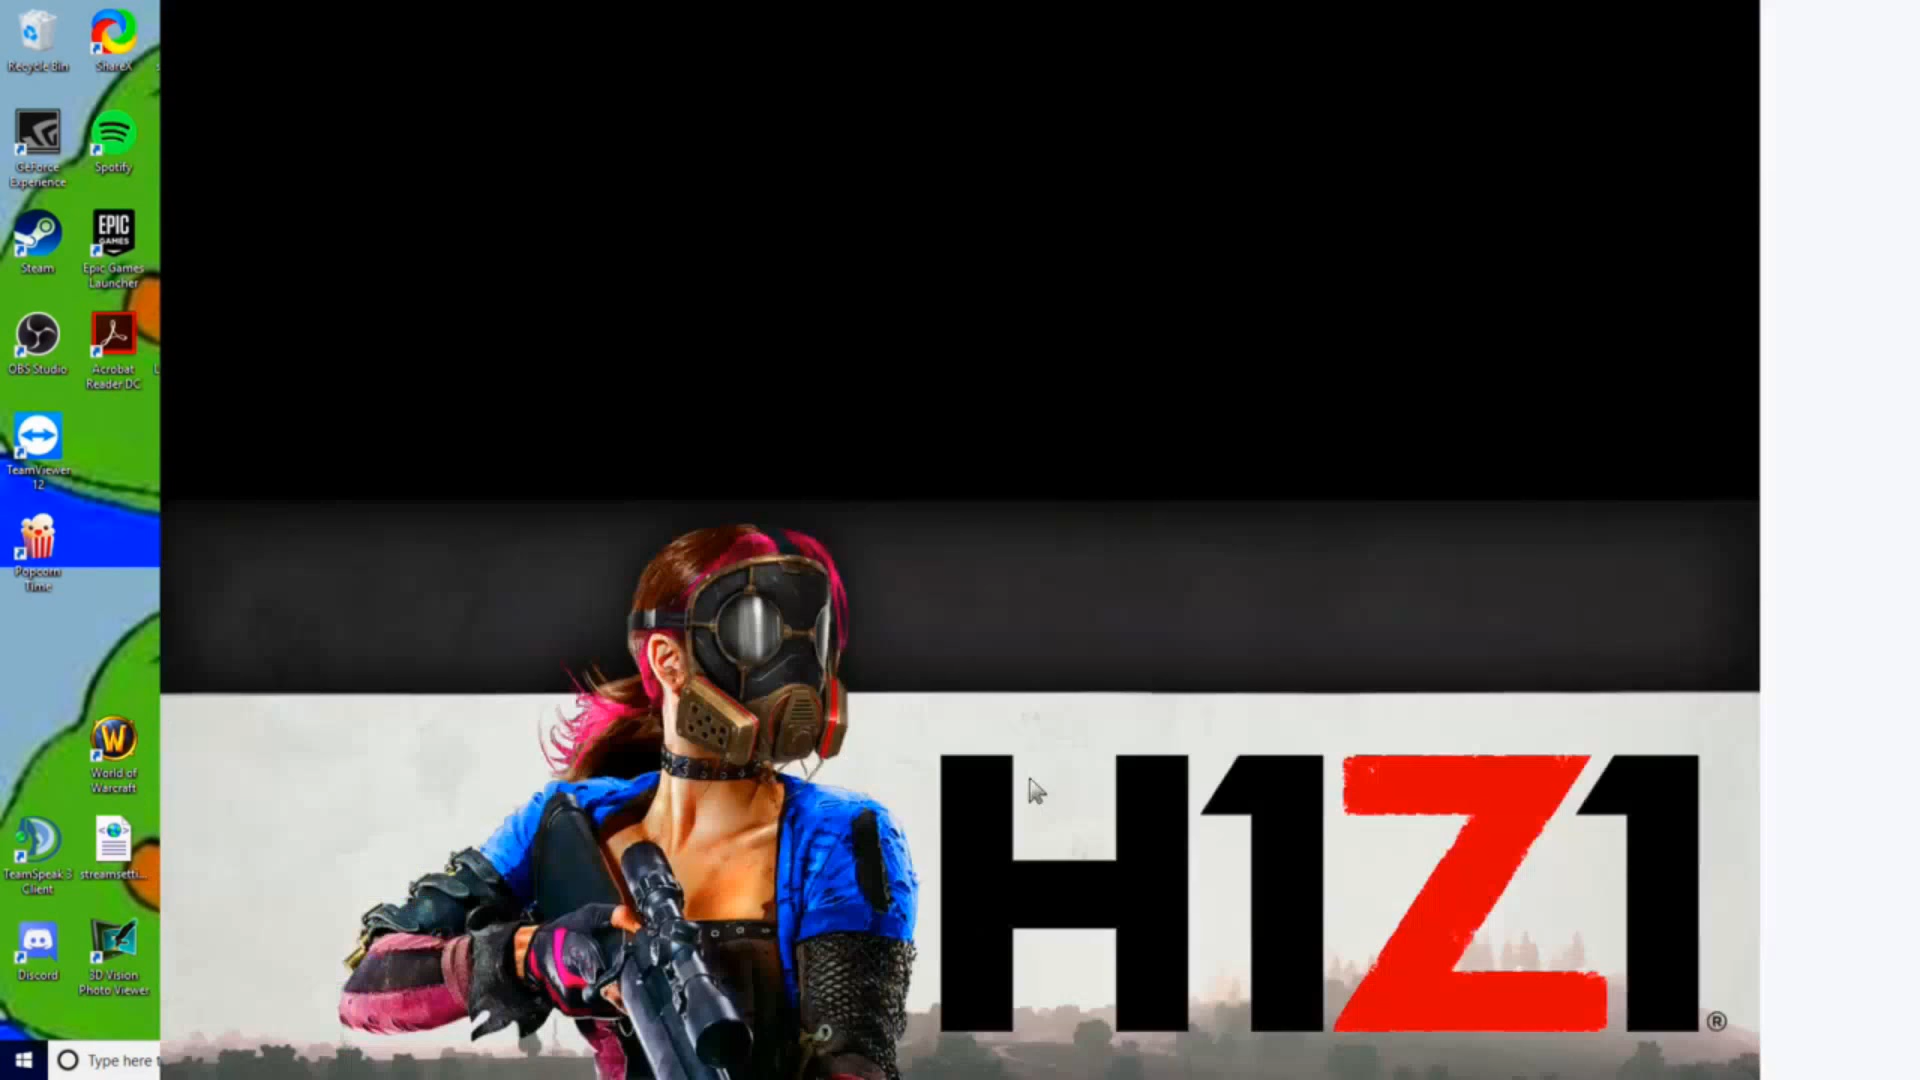 Recycle Bin
ShareX
GeForce
Experience
Spotify
Steam
EPIC
GAMES
Epic Games
Launcher
OBS Studio
Acrobat
Reader DC
TeamViewer
12
Popcorn
Time
W
World of
Warcraft
TeamSpeak 3
Client
streamsetti...
Discord
3D Vision
Photo Viewer
Type here t
H1Z1®